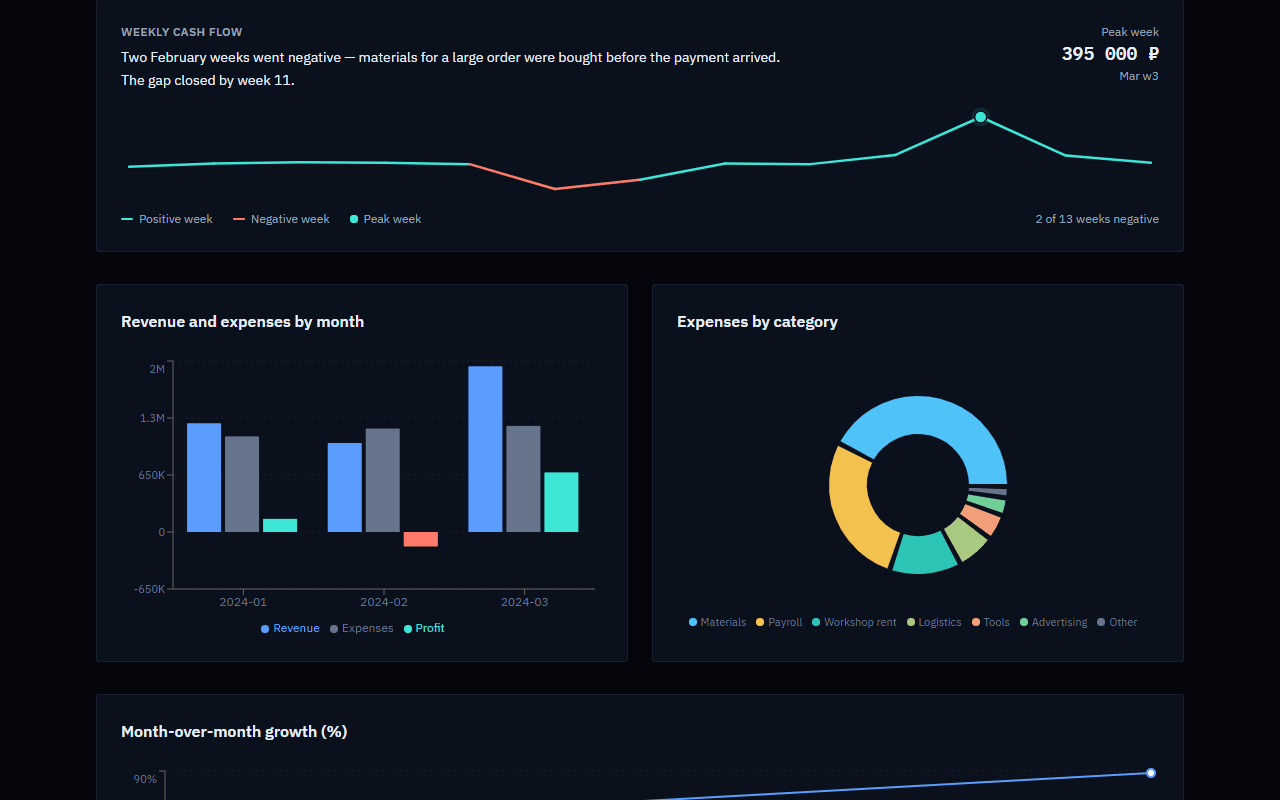 WEEKLY CASH FLOW
Two February weeks went negative — materials for a large order were bought before the payment arrived.
The gap closed by week 11.
Peak week
395 000 ₽
Mar w3
Positive week
Negative week
Peak week
2 of 13 weeks negative
Revenue and expenses by month
2M
1.3M
650K
0
-650K
2024-01
2024-02
2024-03
Revenue
Expenses
Profit
Expenses by category
Materials
Payroll
Workshop rent
Logistics
Tools
Advertising
Other
Month-over-month growth (%)
90%